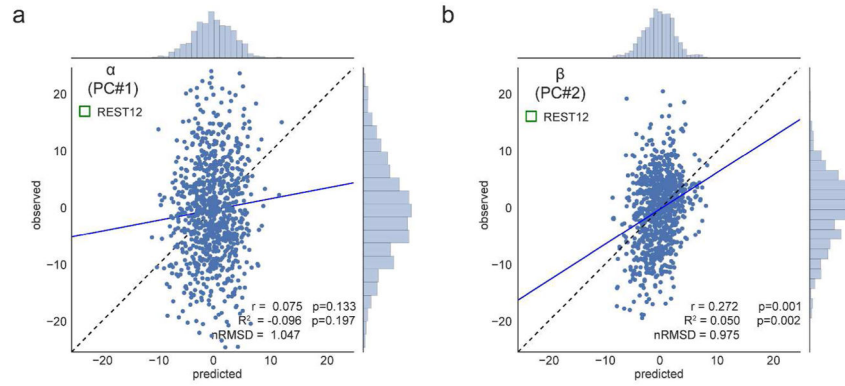 a
α
(PC#1)
REST12
observed
20
10
0
−10
−20
−20
−10
0
10
20
predicted
r = 0.075 p=0.133
R² = -0.096 p=0.197
nRMSD = 1.047
b
β
(PC#2)
REST12
observed
20
10
0
−10
−20
−20
−10
0
10
20
predicted
r = 0.272 p=0.001
R² = 0.050 p=0.002
nRMSD = 0.975